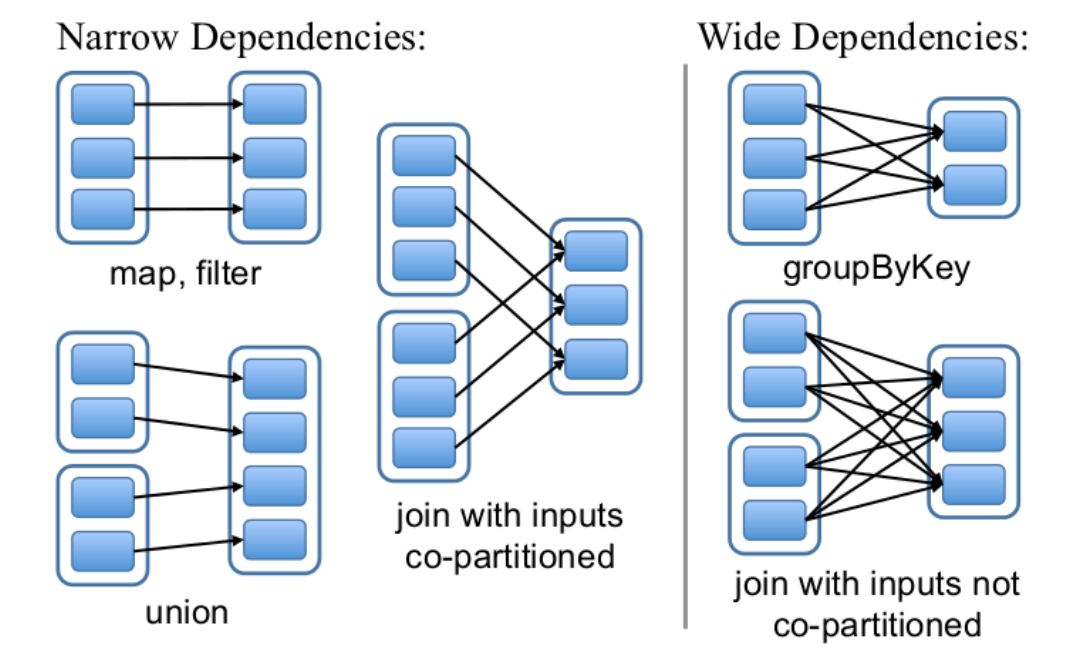 Narrow Dependencies:
map, filter
union
join with inputs
co-partitioned
Wide Dependencies:
groupByKey
join with inputs not
co-partitioned